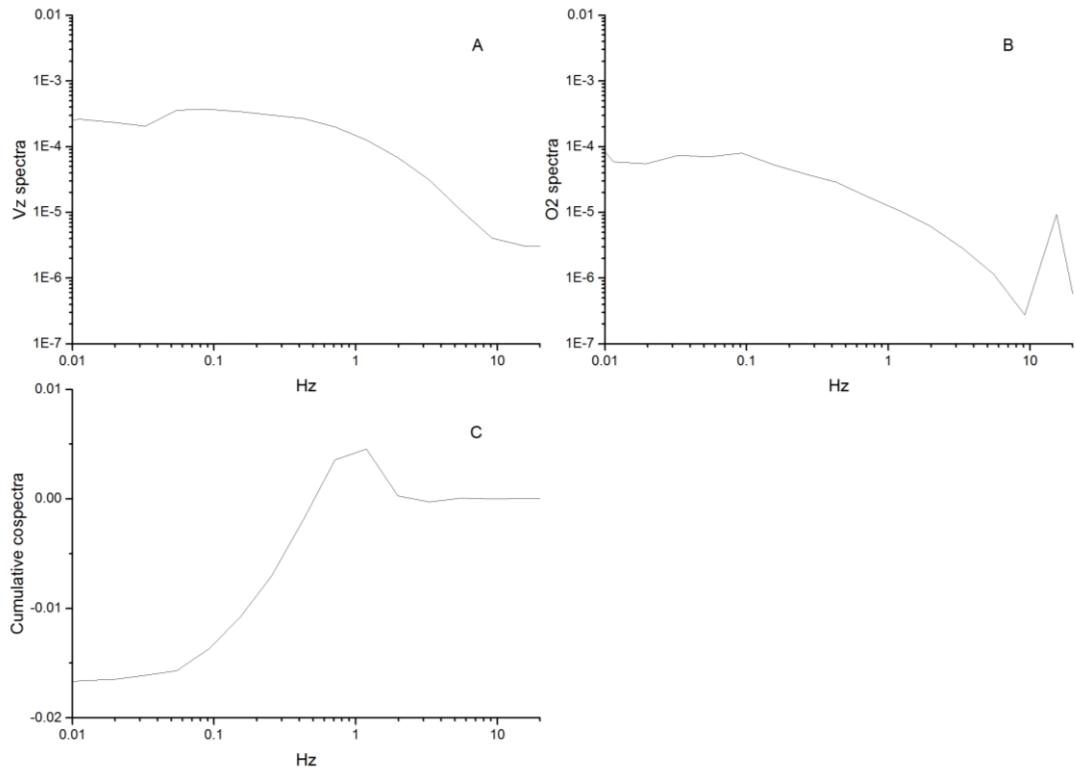 0.01
1E-3
1E-4
1E-5
1E-6
1E-7
Vz spectra
A
0.01 0.1 1 10
Hz
0.01
1E-3
1E-4
1E-5
1E-6
1E-7
O2 spectra
B
0.01 0.1 1 10
Hz
0.01
0.00
-0.01
-0.02
Cumulative cospectra
C
0.01 0.1 1 10
Hz